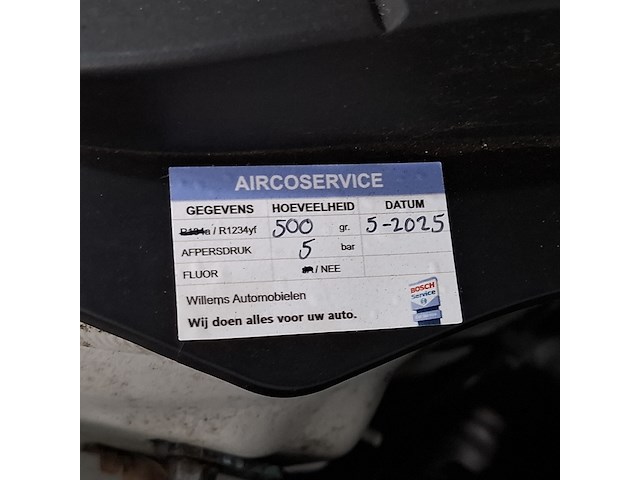 AIRCOSERVICE
GEGEVENS HOEVEELHEID DATUM
R134a / R1234yf 500 gr. 5-2025
AFPERSDRUK 5 bar
FLUOR / NEE
Willems Automobielen
Wij doen alles voor uw auto.
BOSCH
Service